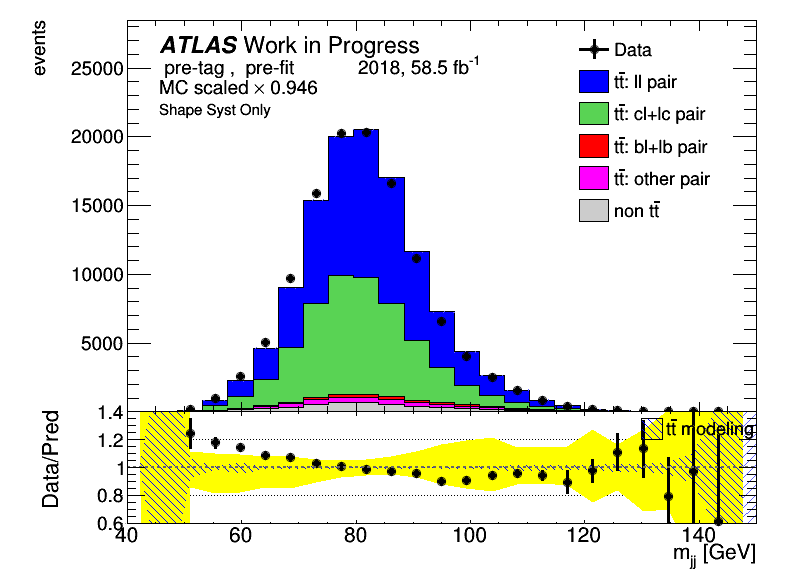 events
ATLAS Work in Progress
pre-tag , pre-fit 2018, 58.5 fb⁻¹
MC scaled × 0.946
Shape Syst Only
Data
tt̄: ll pair
tt̄: cl+lc pair
tt̄: bl+lb pair
tt̄: other pair
non tt̄
25000
20000
15000
10000
5000
Data/Pred
1.4
1.2
1
0.8
0.6
tt̄ modeling
40 60 80 100 120 140
m_jj [GeV]